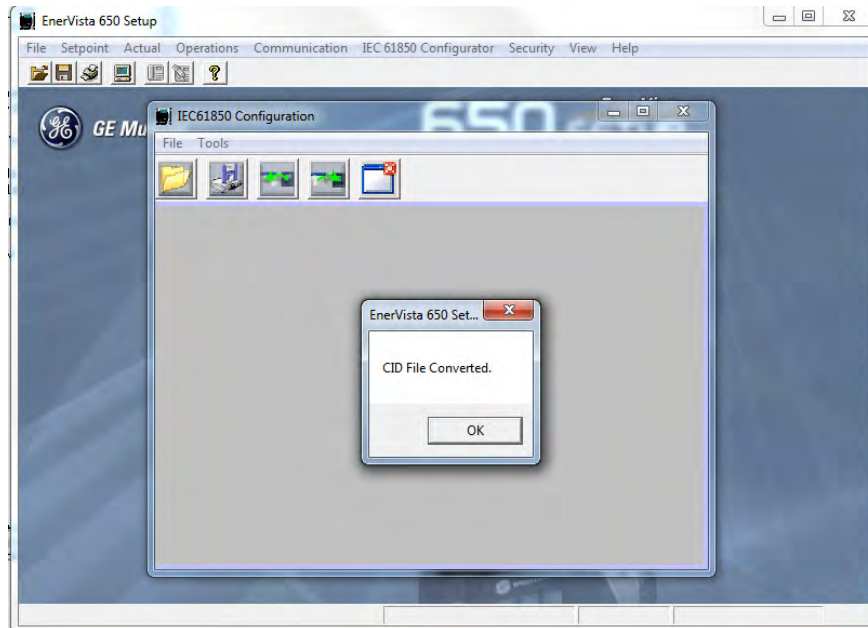 EnerVista 650 Setup
File Setpoint Actual Operations Communication IEC 61850 Configurator Security View Help
GE Mu
650
IEC61850 Configuration
File Tools
EnerVista 650 Set...
CID File Converted.
OK